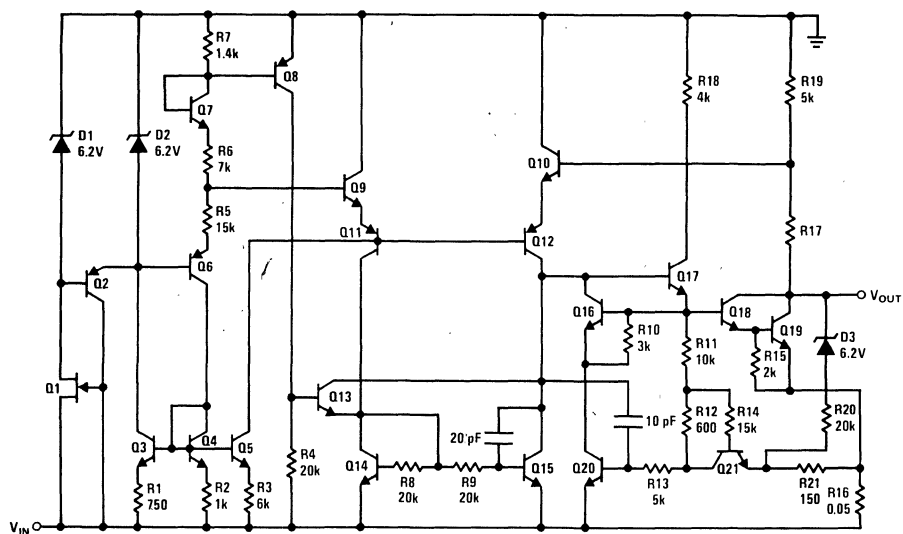 R7
1.4k
Q8
R18
4k
R19
5k
Q7
D1
6.2V
D2
6.2V
R6
7k
Q10
Q9
R5
15k
R17
Q11
Q12
Q2
Q6
Q17
VOUT
Q16
Q18
Q19
D3
6.2V
R10
3k
R11
10k
R15
2k
Q1
Q13
R12
600
R14
15k
R20
20k
10 pF
20 pF
Q3
Q4
Q5
R4
20k
Q14
R8
20k
R9
20k
Q15
Q20
R13
5k
Q21
R21
150
R16
0.05
R1
750
R2
1k
R3
6k
VIN